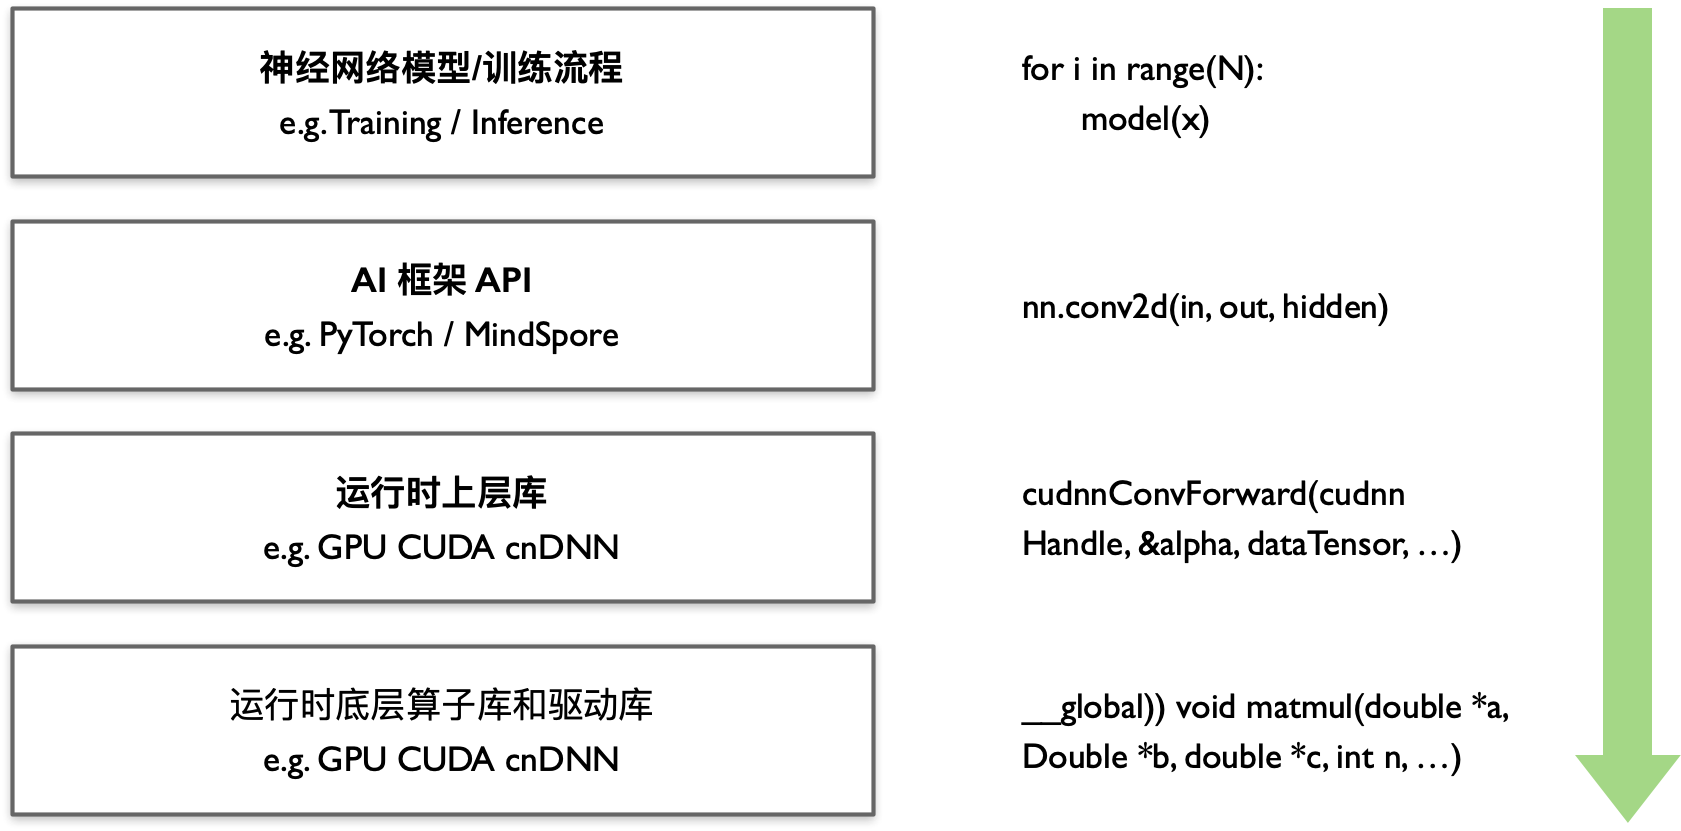 神经网络模型/训练流程
e.g. Training / Inference
for i in range(N):
model(x)
AI 框架 API
e.g. PyTorch / MindSpore
nn.conv2d(in, out, hidden)
运行时上层库
e.g. GPU CUDA cnDNN
cudnnConvForward(cudnn
Handle, &alpha, dataTensor, …)
运行时底层算子库和驱动库
e.g. GPU CUDA cnDNN
__global)) void matmul(double *a,
Double *b, double *c, int n, …)